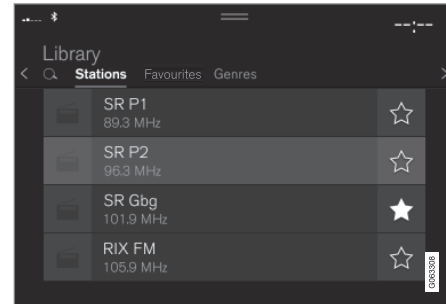 --:--
Library
Stations Favourites Genres
SR P1
89.3 MHz
SR P2
96.3 MHz
SR Gbg
101.9 MHz
RIX FM
105.9 MHz
G063308